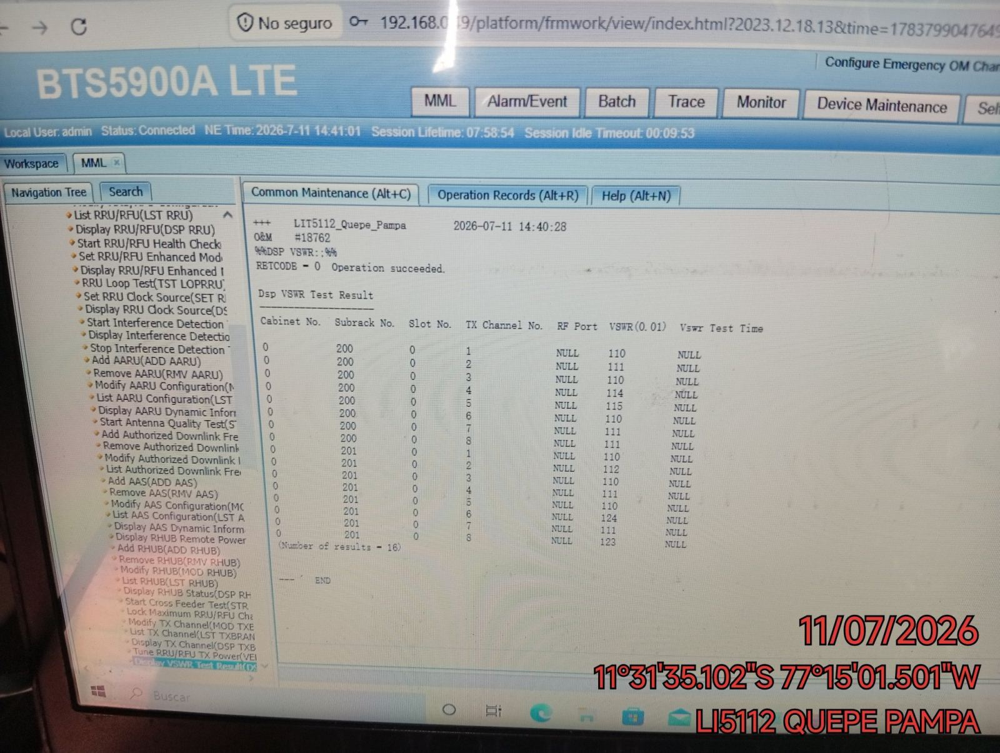 No seguro
192.168.0 49/platform/frmwork/view/index.html?2023.12.18.13&time=1783799047649
BTS5900A LTE
Configure Emergency OM Char
MML
Alarm/Event
Batch
Trace
Monitor
Device Maintenance
Local User: admin Status: Connected NE Time: 2026-7-11 14:41:01 Session Lifetime: 07:58:54 Session Idle Timeout: 00:09:53
Workspace
MML
Navigation Tree
Search
Common Maintenance (Alt+C)
Operation Records (Alt+R)
Help (Alt+N)
List RRU/RFU(LST RRU)
Display RRU/RFU(DSP RRU)
Start RRU/RFU Health Check
Set RRU/RFU Enhanced Mod
Display RRU/RFU Enhanced
RRU Loop Test(TST LOPRRU
Set RRU Clock Source(SET R
Display RRU Clock Source(DS
Start Interference Detection
Display Interference Detectio
Stop Interference Detection
Add AARU(ADD AARU)
Remove AARU(RMV AARU)
Modify AARU Configuration(M
List AARU Configuration(LST
Display AARU Dynamic Infor
Start Antenna Quality Test(S
Add Authorized Downlink Fre
Remove Authorized Downlink
Modify Authorized Downlink
List Authorized Downlink Fre
Add AAS(ADD AAS)
Remove AAS(RMV AAS)
Modify AAS Configuration(MO
List AAS Configuration(LST A
Display AAS Dynamic Inform
Display RHUB Remote Power
Add RHUB(ADD RHUB)
Remove RHUB(RMV RHUB)
Modify RHUB(MOD RHUB)
List RHUB(LST RHUB)
Display RHUB Status(DSP RH
Start Cross Feeder Test(STR
Lock Maximum RRU/RFU Cha
Modify TX Channel(MOD TXB
List TX Channel(LST TXBRAN
Display TX Channel(DSP TXB
Tune RRU/RFU TX Power(
Display VSWR Test Result(DS
+++ LIT5112_Quepe_Pampa 2026-07-11 14:40:28
O&M #18762
%%DSP VSWR:;%%
RETCODE = 0 Operation succeeded.
Dsp VSWR Test Result
--------------------
Cabinet No. Subrack No. Slot No. TX Channel No. RF Port VSWR(0.01) Vswr Test Time
0 200 0 1 NULL 110 NULL
0 200 0 2 NULL 111 NULL
0 200 0 3 NULL 110 NULL
0 200 0 4 NULL 114 NULL
0 200 0 5 NULL 115 NULL
0 200 0 6 NULL 110 NULL
0 200 0 7 NULL 111 NULL
0 200 0 8 NULL 111 NULL
0 201 0 1 NULL 110 NULL
0 201 0 2 NULL 112 NULL
0 201 0 3 NULL 110 NULL
0 201 0 4 NULL 111 NULL
0 201 0 5 NULL 110 NULL
0 201 0 6 NULL 124 NULL
0 201 0 7 NULL 111 NULL
0 201 0 8 NULL 123 NULL
(Number of results = 16)
--- END
Buscar
11/07/2026
11°31'35.102"S 77°15'01.501"W
LI5112 QUEPE PAMPA